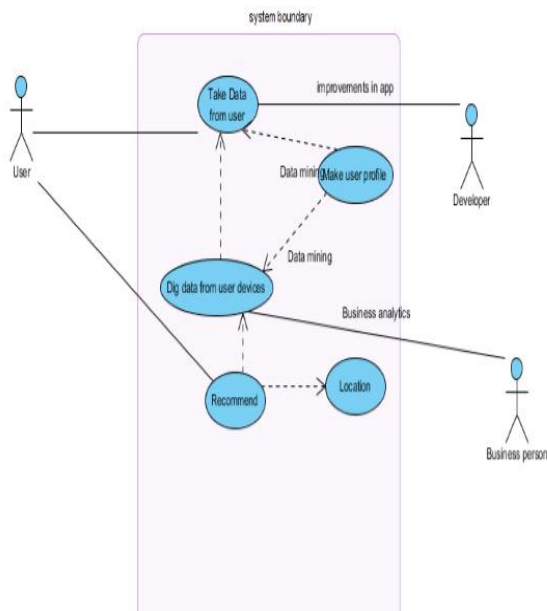 system boundary
Take Data
from user
improvements in app
Data mining
Make user profile
User
Developer
Data mining
Dig data from user devices
Business analytics
Recommend
Location
Business person